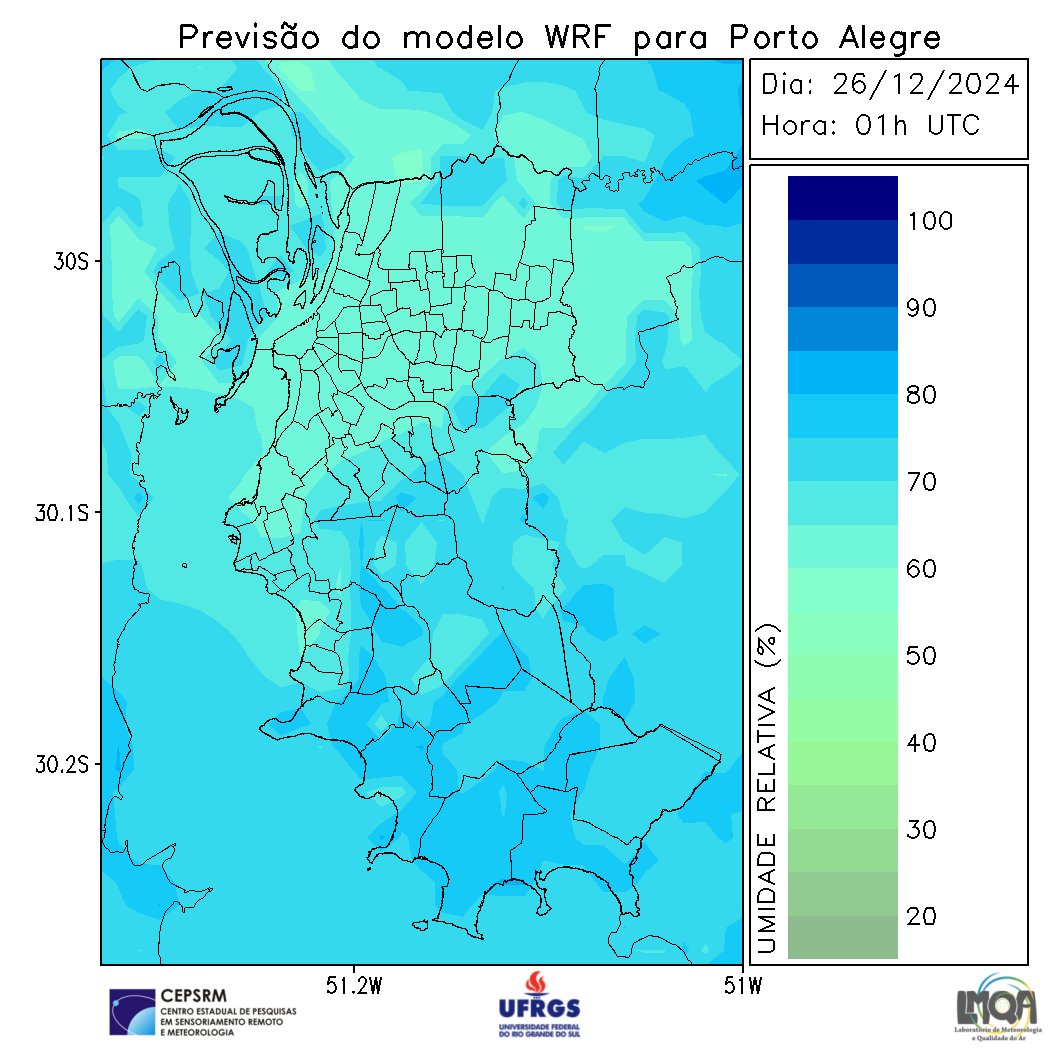 Previsão do modelo WRF para Porto Alegre
Dia: 26/12/2024
Hora: 01h UTC
30S
30.1S
30.2S
51.2W
51W
UMIDADE RELATIVA (%)
100
90
80
70
60
50
40
30
20
CEPSRM
CENTRO ESTADUAL DE PESQUISAS
EM SENSORIAMENTO REMOTO
E METEOROLOGIA
UFRGS
UNIVERSIDADE FEDERAL
DO RIO GRANDE DO SUL
LMQA
Laboratório de Meteorologia
e Qualidade do Ar